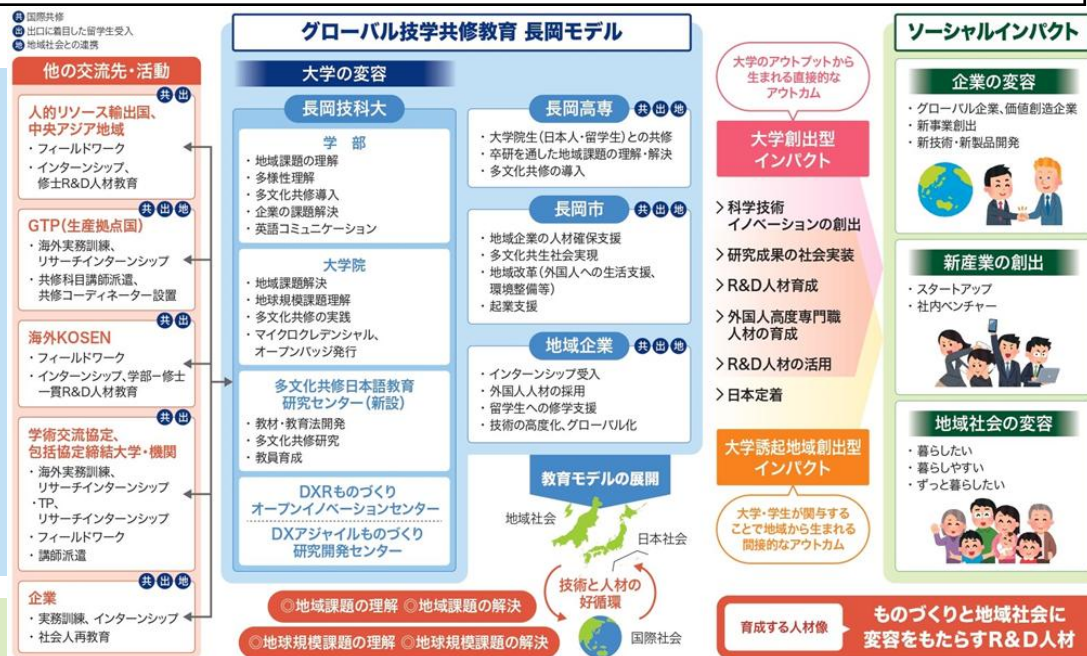 共 国際共修
出 出口に着目した留学生受入
地 地域社会との連携
他の交流先・活動
共 出
人的リソース輸出国、
中央アジア地域
・フィールドワーク
・インターンシップ、
修士R&D人材教育
共 出 地
GTP(生産拠点国)
・海外実務訓練、
リサーチインターンシップ
・共修科目講師派遣、
共修コーディネーター設置
共 出
海外KOSEN
・フィールドワーク
・インターンシップ、学部−修士
一貫R&D人材教育
共 出
学術交流協定、
包括協定締結大学・機関
・海外実務訓練、
リサーチインターンシップ
・TP、
リサーチインターンシップ
・フィールドワーク
・講師派遣
共 出 地
企業
・実務訓練、インターンシップ
・社会人再教育
グローバル技学共修教育 長岡モデル
大学の変容
長岡技科大
学 部
・地域課題の理解
・多様性理解
・多文化共修導入
・企業の課題解決
・英語コミュニケーション
大学院
・地域課題解決
・地球規模課題理解
・多文化共修の実践
・マイクロクレデンシャル、
オープンバッジ発行
多文化共修日本語教育
研究センター(新設)
・教材・教育法開発
・多文化共修研究
・教員育成
DXRものづくり
オープンイノベーションセンター
DXアジャイルものづくり
研究開発センター
長岡高専 共 出 地
・大学院生(日本人・留学生)との共修
・卒研を通した地域課題の理解・解決
・多文化共修の導入
長岡市 共 出 地
・地域企業の人材確保支援
・多文化共生社会実現
・地域改革(外国人への生活支援、
環境整備等)
・起業支援
地域企業 共 出 地
・インターンシップ受入
・外国人人材の採用
・留学生への修学支援
・技術の高度化、グローバル化
教育モデルの展開
地域社会
日本社会
技術と人材の
好循環
国際社会
◎地域課題の理解 ◎地域課題の解決
◎地球規模課題の理解 ◎地球規模課題の解決
大学のアウトプットから
生まれる直接的な
アウトカム
大学創出型
インパクト
>科学技術
イノベーションの創出
>研究成果の社会実装
>R&D人材育成
>外国人高度専門職
人材の育成
>R&D人材の活用
>日本定着
大学誘起地域創出型
インパクト
大学・学生が関与する
ことで地域から生まれる
間接的なアウトカム
ソーシャルインパクト
企業の変容
・グローバル企業、価値創造企業
・新事業創出
・新技術・新製品開発
新産業の創出
・スタートアップ
・社内ベンチャー
地域社会の変容
・暮らしたい
・暮らしやすい
・ずっと暮らしたい
育成する人材像
ものづくりと地域社会に
変容をもたらすR&D人材